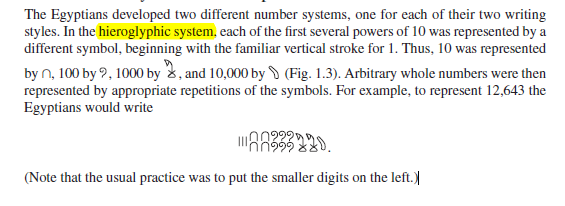 The Egyptians developed two different number systems, one for each of their two writing
styles. In the hieroglyphic system, each of the first several powers of 10 was represented by a
different symbol, beginning with the familiar vertical stroke for 1. Thus, 10 was represented
by ∩, 100 by 𓍢, 1000 by 𓆼, and 10,000 by 𓂭 (Fig. 1.3). Arbitrary whole numbers were then
represented by appropriate repetitions of the symbols. For example, to represent 12,643 the
Egyptians would write
|||∩∩∩∩𓍢𓍢𓍢𓍢𓍢𓍢𓆼𓆼𓂭.
(Note that the usual practice was to put the smaller digits on the left.)